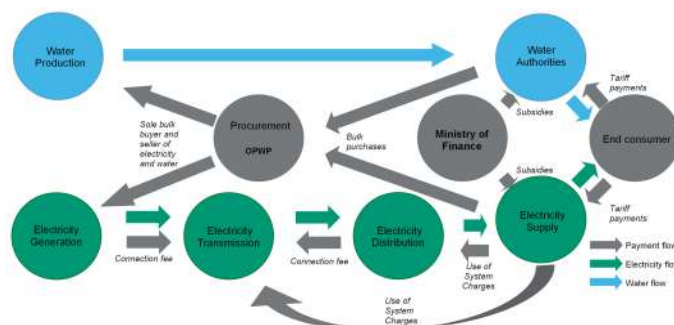 Water
Production
Water
Authorities
Tariff
payments
Sole bulk
buyer and
seller of
electricity
and water
Procurement
OPWP
Bulk
purchases
Ministry of
Finance
Subsidies
End consumer
Subsidies
Tariff
payments
Electricity
Generation
Connection fee
Electricity
Transmission
Connection fee
Electricity
Distribution
Use of
System
Charges
Electricity
Supply
Use of
System
Charges
Payment flow
Electricity flo
Water flow